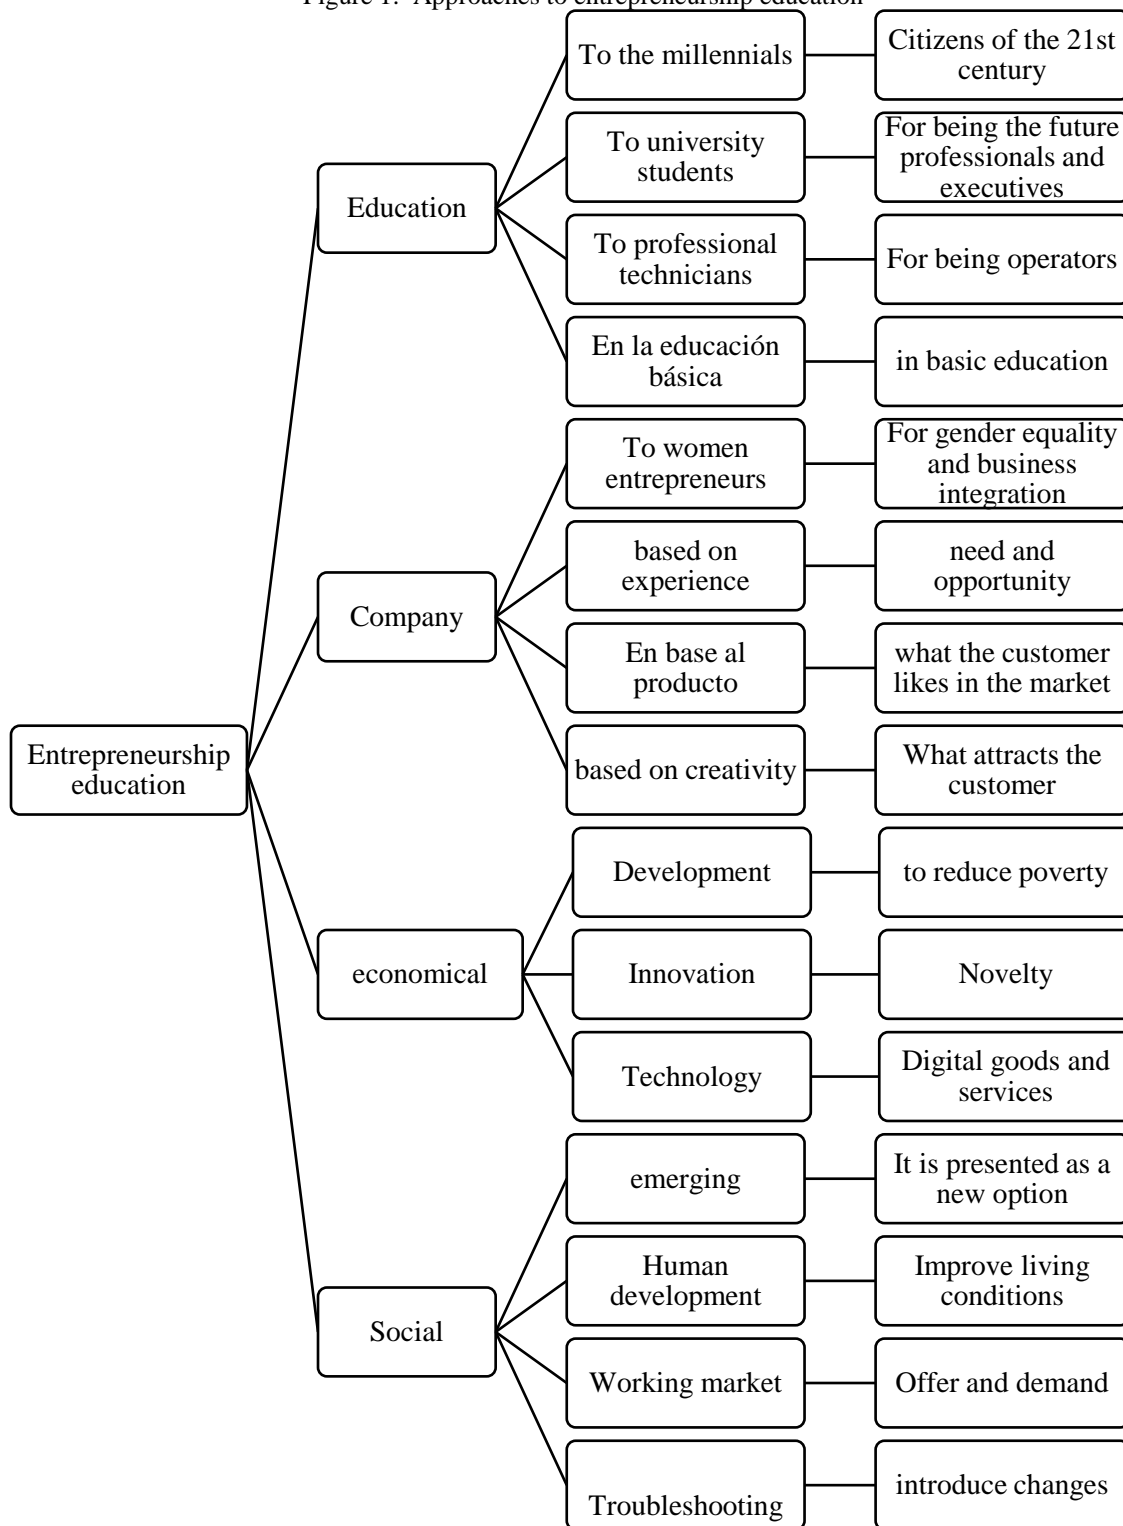 Figure 1. Approaches to entrepreneurship education
To the millennials
Citizens of the 21st
century
To university
students
For being the future
professionals and
executives
Education
To professional
technicians
For being operators
En la educación
básica
in basic education
To women
entrepreneurs
For gender equality
and business
integration
based on
experience
need and
opportunity
Company
En base al
producto
what the customer
likes in the market
Entrepreneurship
education
based on creativity
What attracts the
customer
Development
to reduce poverty
economical
Innovation
Novelty
Technology
Digital goods and
services
emerging
It is presented as a
new option
Human
development
Improve living
conditions
Social
Working market
Offer and demand
Troubleshooting
introduce changes